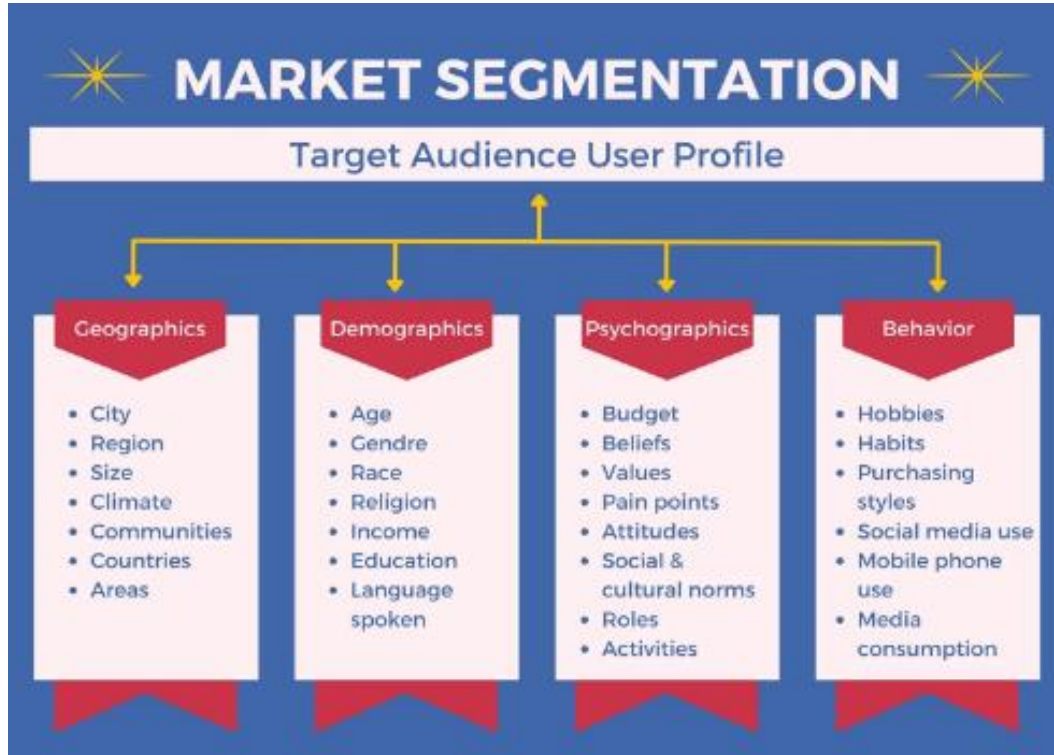 MARKET SEGMENTATION
Target Audience User Profile
Geographics
• City
• Region
• Size
• Climate
• Communities
• Countries
• Areas
Demographics
• Age
• Gendre
• Race
• Religion
• Income
• Education
• Language
spoken
Psychographics
• Budget
• Beliefs
• Values
• Pain points
• Attitudes
• Social &
cultural norms
• Roles
• Activities
Behavior
• Hobbies
• Habits
• Purchasing
styles
• Social media use
• Mobile phone
use
• Media
consumption